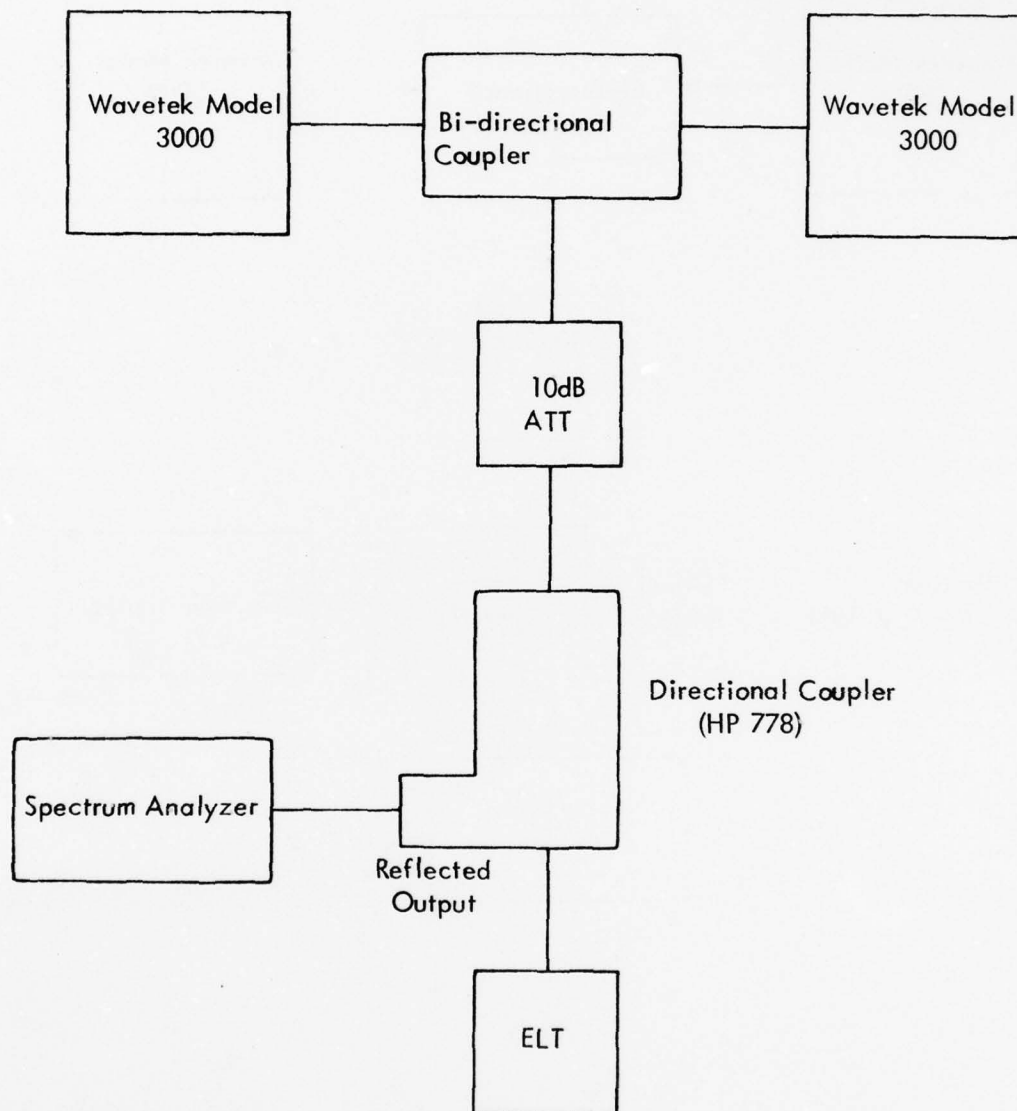 Wavetek Model
3000
Bi-directional
Coupler
Wavetek Model
3000
10dB
ATT
Directional Coupler
(HP 778)
Spectrum Analyzer
Reflected
Output
ELT